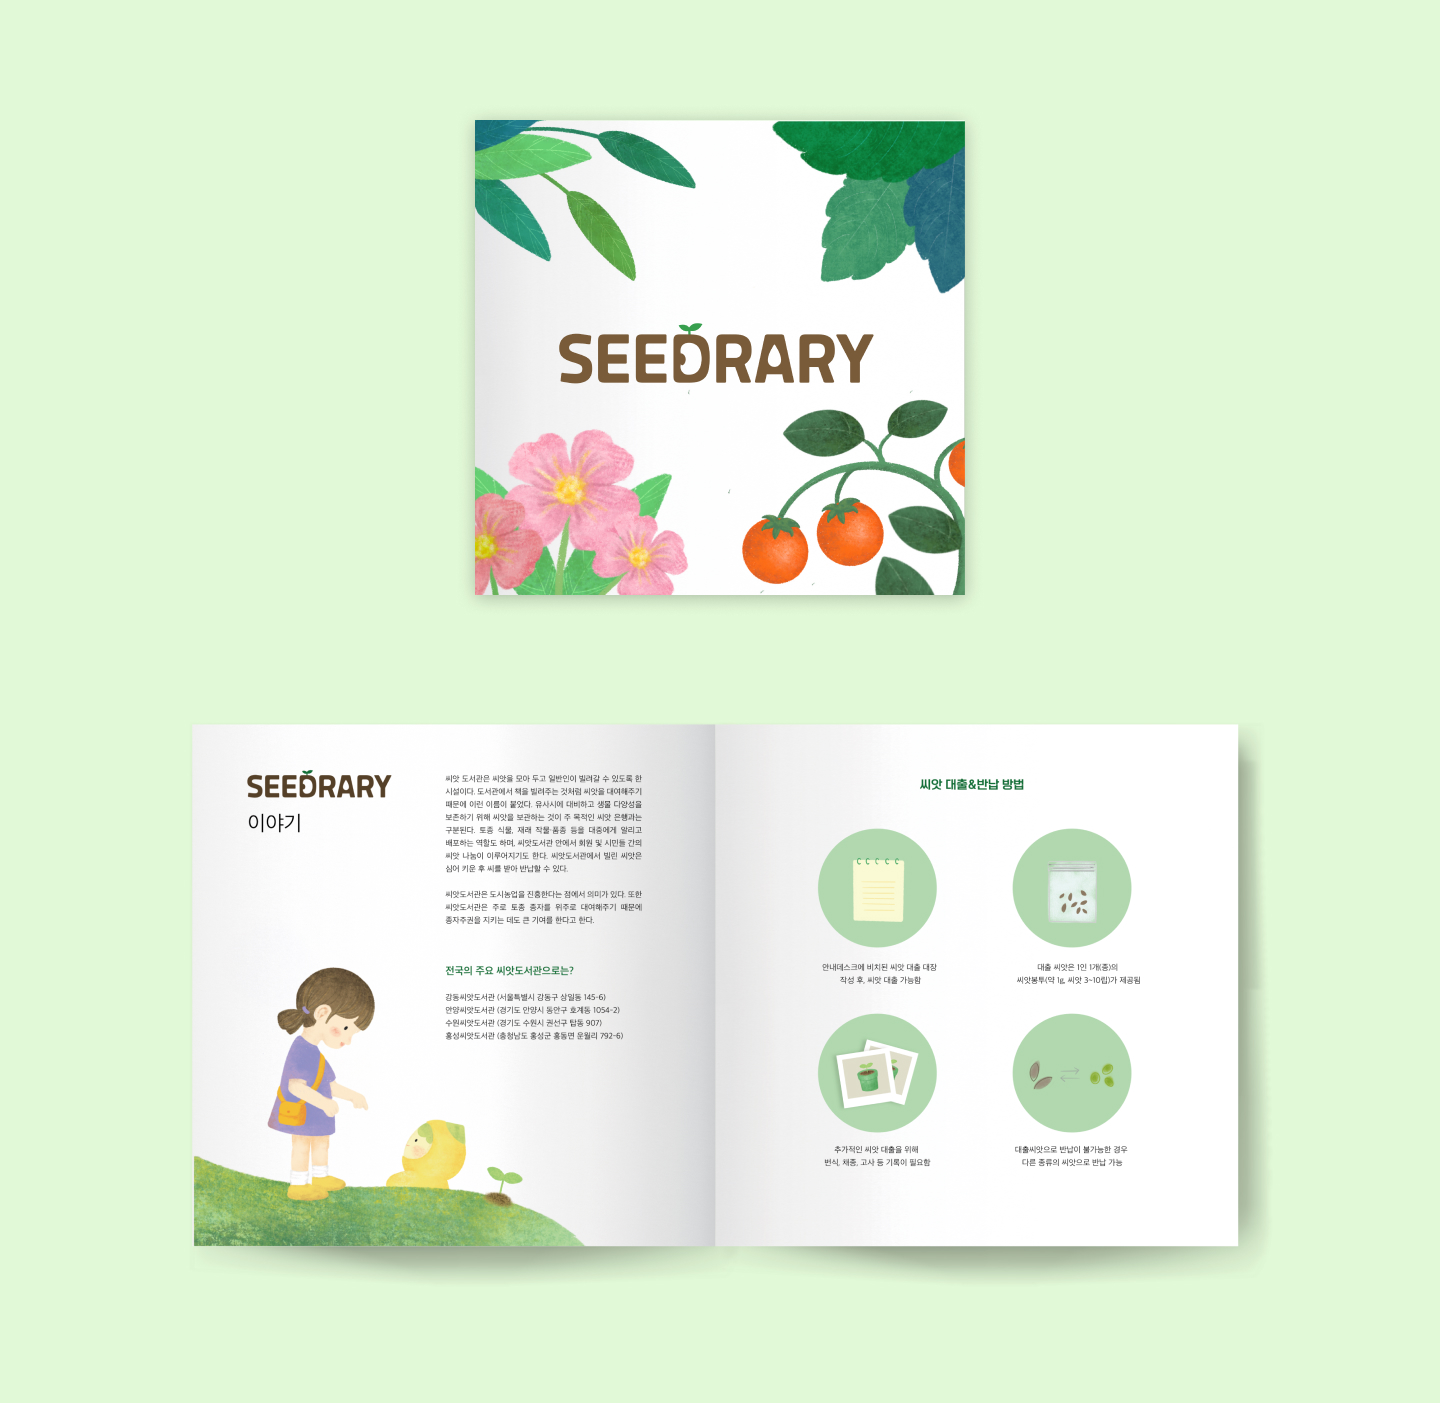 SEEDRARY
SEEDRARY
이야기
씨앗 도서관은 씨앗을 모아 두고 일반인이 빌려갈 수 있도록 한
시설이다. 도서관에서 책을 빌려주는 것처럼 씨앗을 대여해주기
때문에 이런 이름이 붙었다. 유사시에 대비하고 생물 다양성을
보존하기 위해 씨앗을 보관하는 것이 주 목적인 씨앗 은행과는
구분된다. 토종 식물, 재래 작물·품종 등을 대중에게 알리고
배포하는 역할도 하며, 씨앗도서관 안에서 회원 및 시민들 간의
씨앗 나눔이 이루어지기도 한다. 씨앗도서관에서 빌린 씨앗은
심어 키운 후 씨를 받아 반납할 수 있다.
씨앗도서관은 도시농업을 진흥한다는 점에서 의미가 있다. 또한
씨앗도서관은 주로 토종 종자를 위주로 대여해주기 때문에
종자주권을 지키는 데도 큰 기여를 한다고 한다.
전국의 주요 씨앗도서관으로는?
강동씨앗도서관 (서울특별시 강동구 상일동 145-6)
안양씨앗도서관 (경기도 안양시 동안구 호계동 1054-2)
수원씨앗도서관 (경기도 수원시 권선구 탑동 907)
홍성씨앗도서관 (충청남도 홍성군 홍동면 운월리 792-6)
씨앗 대출&반납 방법
안내데스크에 비치된 씨앗 대출 대장
작성 후, 씨앗 대출 가능함
대출 씨앗은 1인 1개(종)의
씨앗봉투(약 1g, 씨앗 3~10립)가 제공됨
추가적인 씨앗 대출을 위해
번식, 채종, 고사 등 기록이 필요함
대출씨앗으로 반납이 불가능한 경우
다른 종류의 씨앗으로 반납 가능